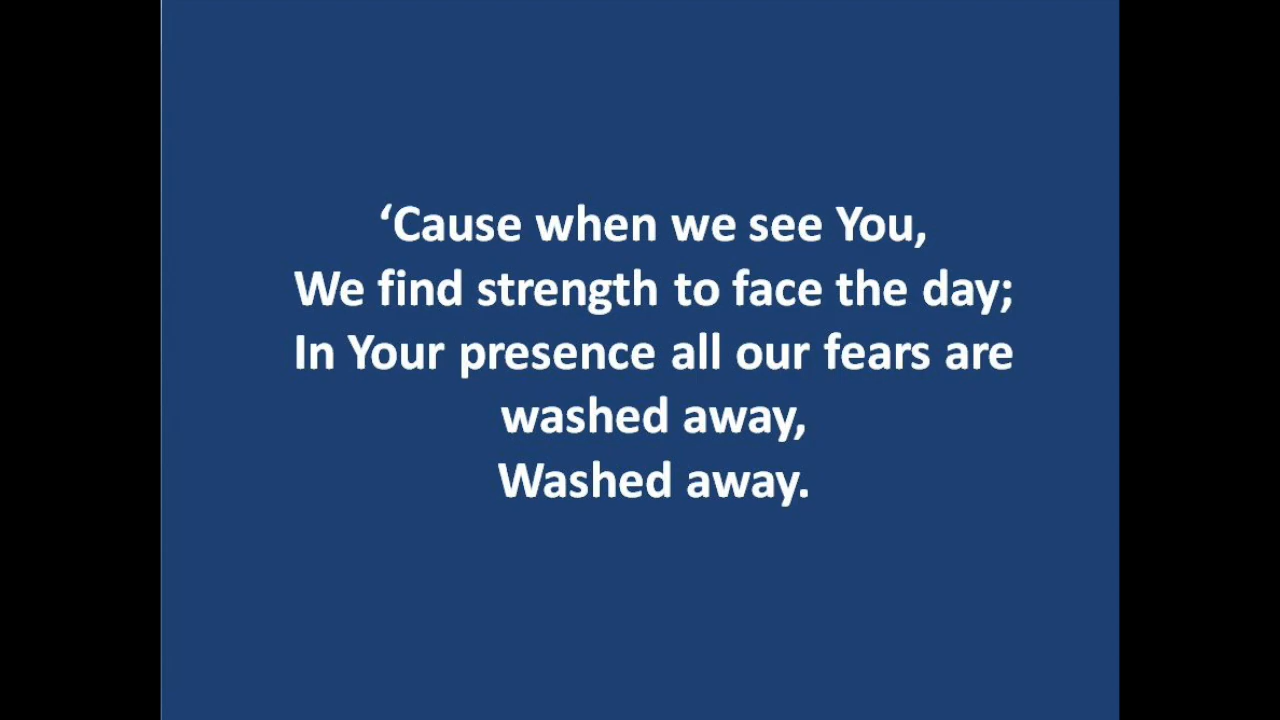 ‘Cause when we see You,
We find strength to face the day;
In Your presence all our fears are
washed away,
Washed away.